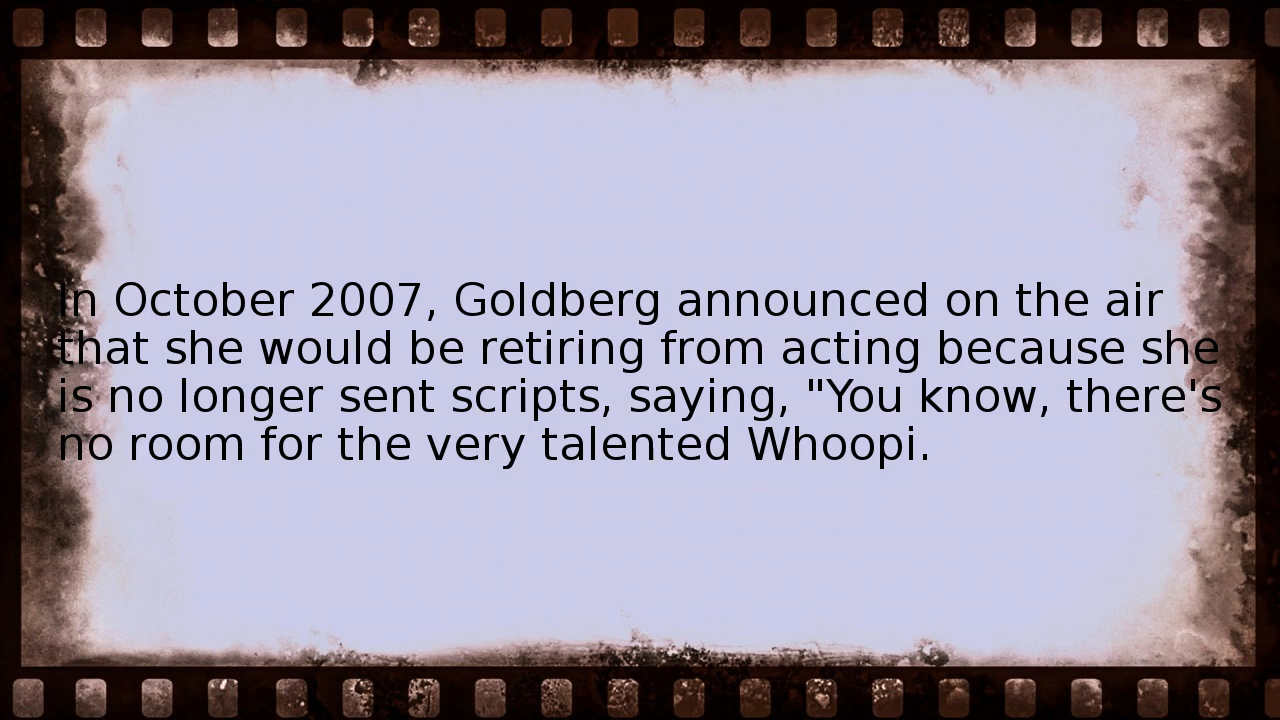 In October 2007, Goldberg announced on the air
that she would be retiring from acting because she
is no longer sent scripts, saying, "You know, there's
no room for the very talented Whoopi.